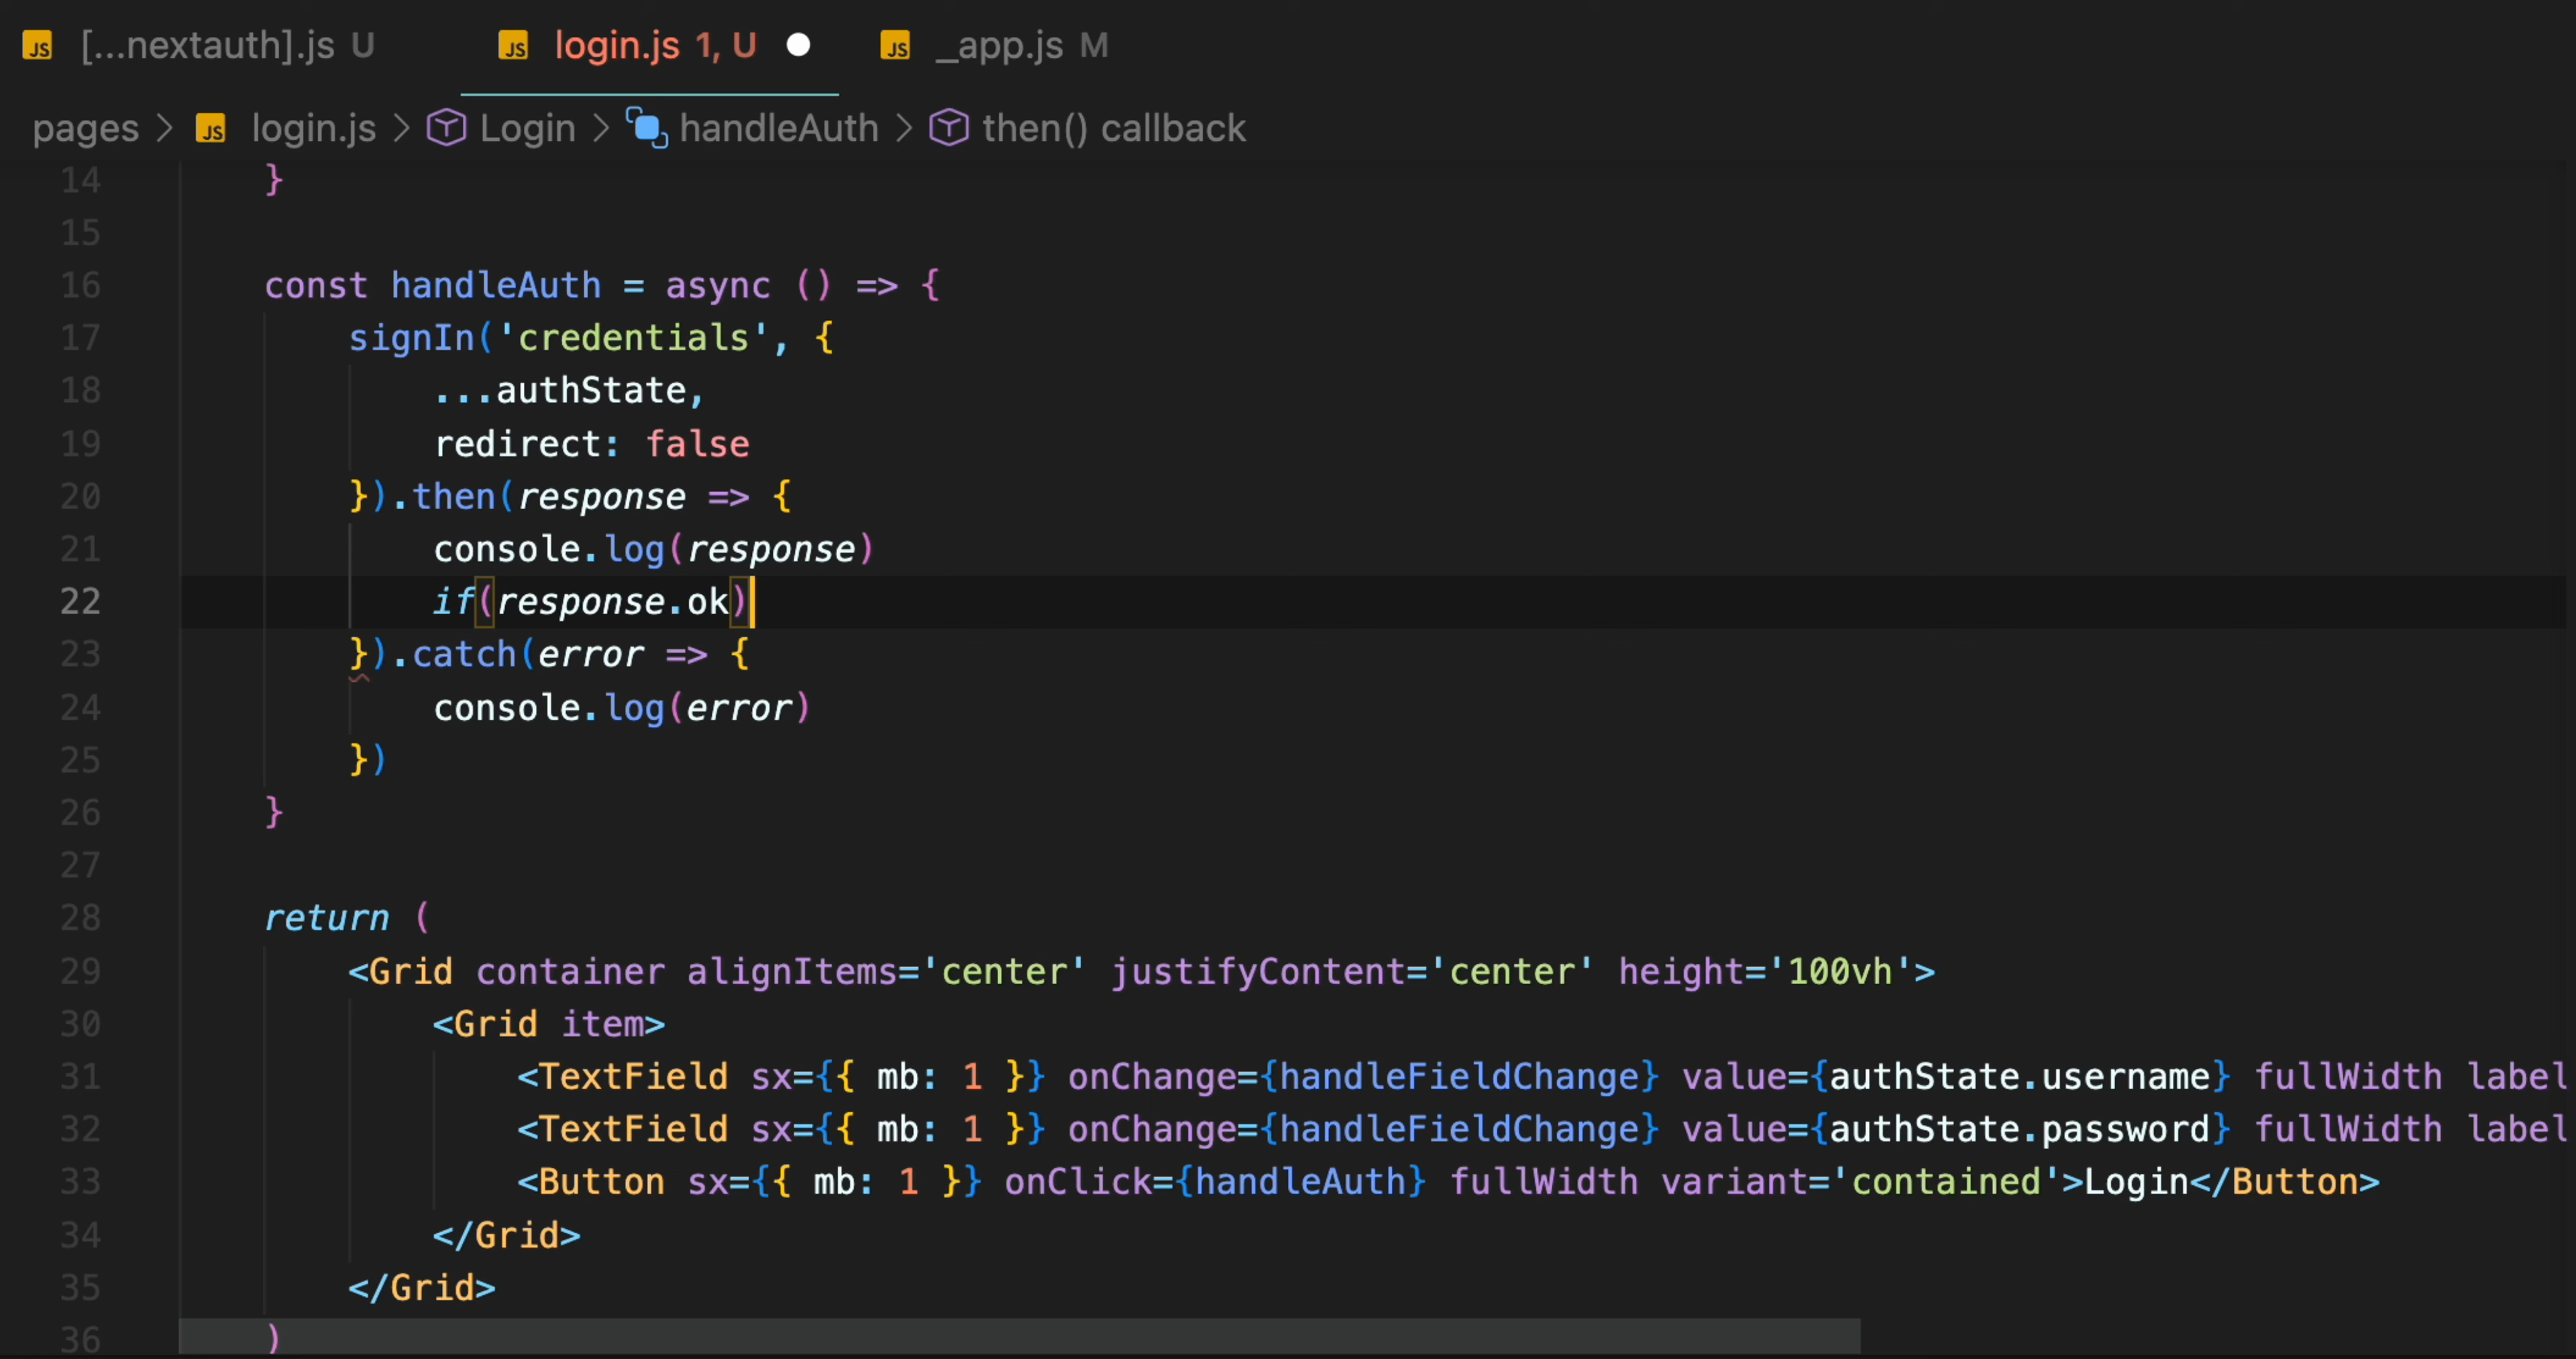 JS [...nextauth].js U JS login.js 1, U JS _app.js M
pages > JS login.js > Login > handleAuth > then() callback
14 }
15
16 const handleAuth = async () => {
17 signIn('credentials', {
18 ...authState,
19 redirect: false
20 }).then(response => {
21 console.log(response)
22 if(response.ok)
23 }).catch(error => {
24 console.log(error)
25 })
26 }
27
28 return (
29 <Grid container alignItems='center' justifyContent='center' height='100vh'>
30 <Grid item>
31 <TextField sx={{ mb: 1 }} onChange={handleFieldChange} value={authState.username} fullWidth label
32 <TextField sx={{ mb: 1 }} onChange={handleFieldChange} value={authState.password} fullWidth label
33 <Button sx={{ mb: 1 }} onClick={handleAuth} fullWidth variant='contained'>Login</Button>
34 </Grid>
35 </Grid>
36 )